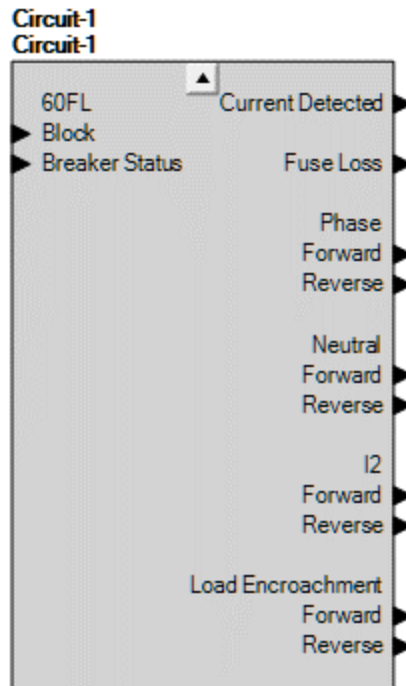 Circuit-1
Circuit-1
60FL
Current Detected
Block
Breaker Status
Fuse Loss
Phase
Forward
Reverse
Neutral
Forward
Reverse
I2
Forward
Reverse
Load Encroachment
Forward
Reverse